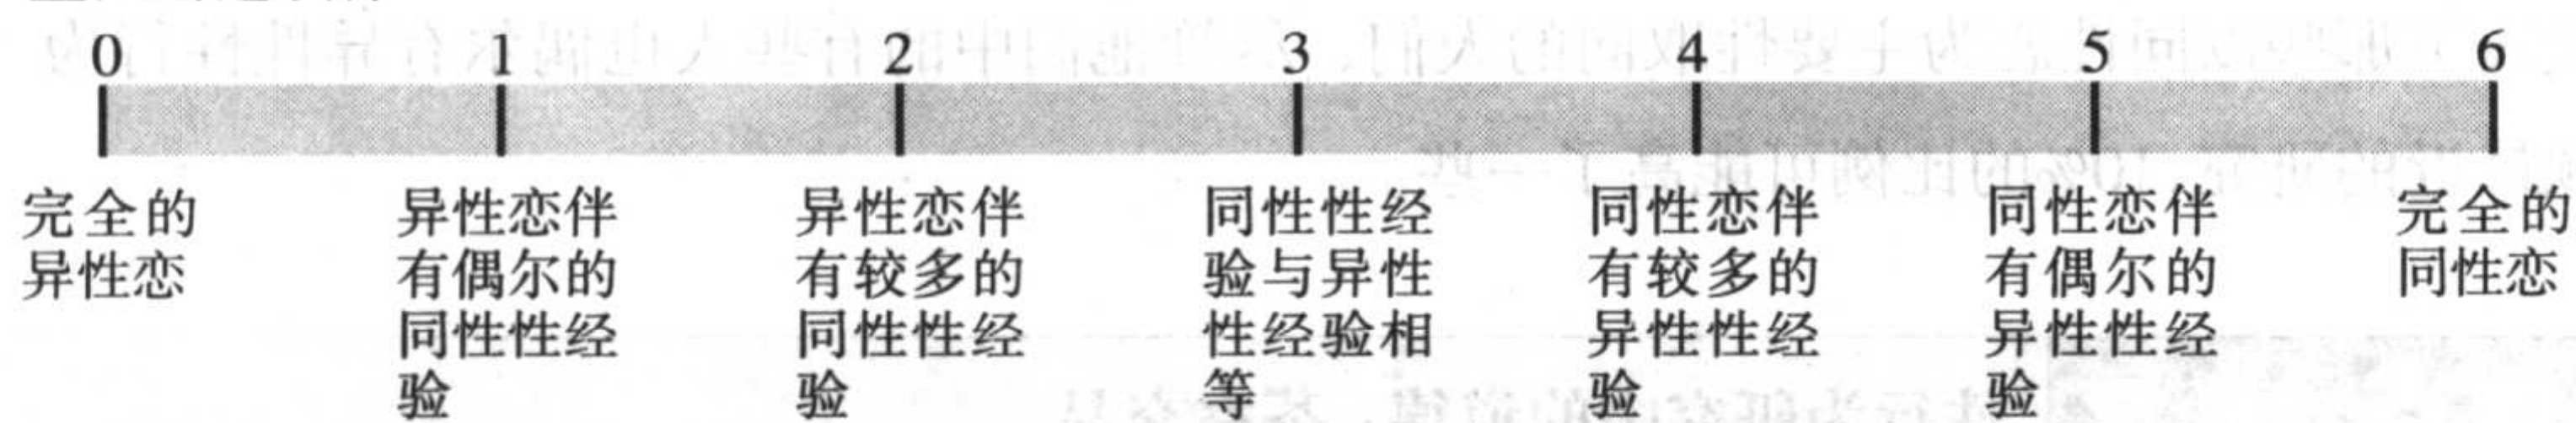 0 1 2 3 4 5 6
完全的
异性恋
异性恋伴
有偶尔的
同性性经
验
异性恋伴
有较多的
同性性经
验
同性性经
验与异性
性经验相
等
同性恋伴
有较多的
异性性经
验
同性恋伴
有偶尔的
异性性经
验
完全的
同性恋